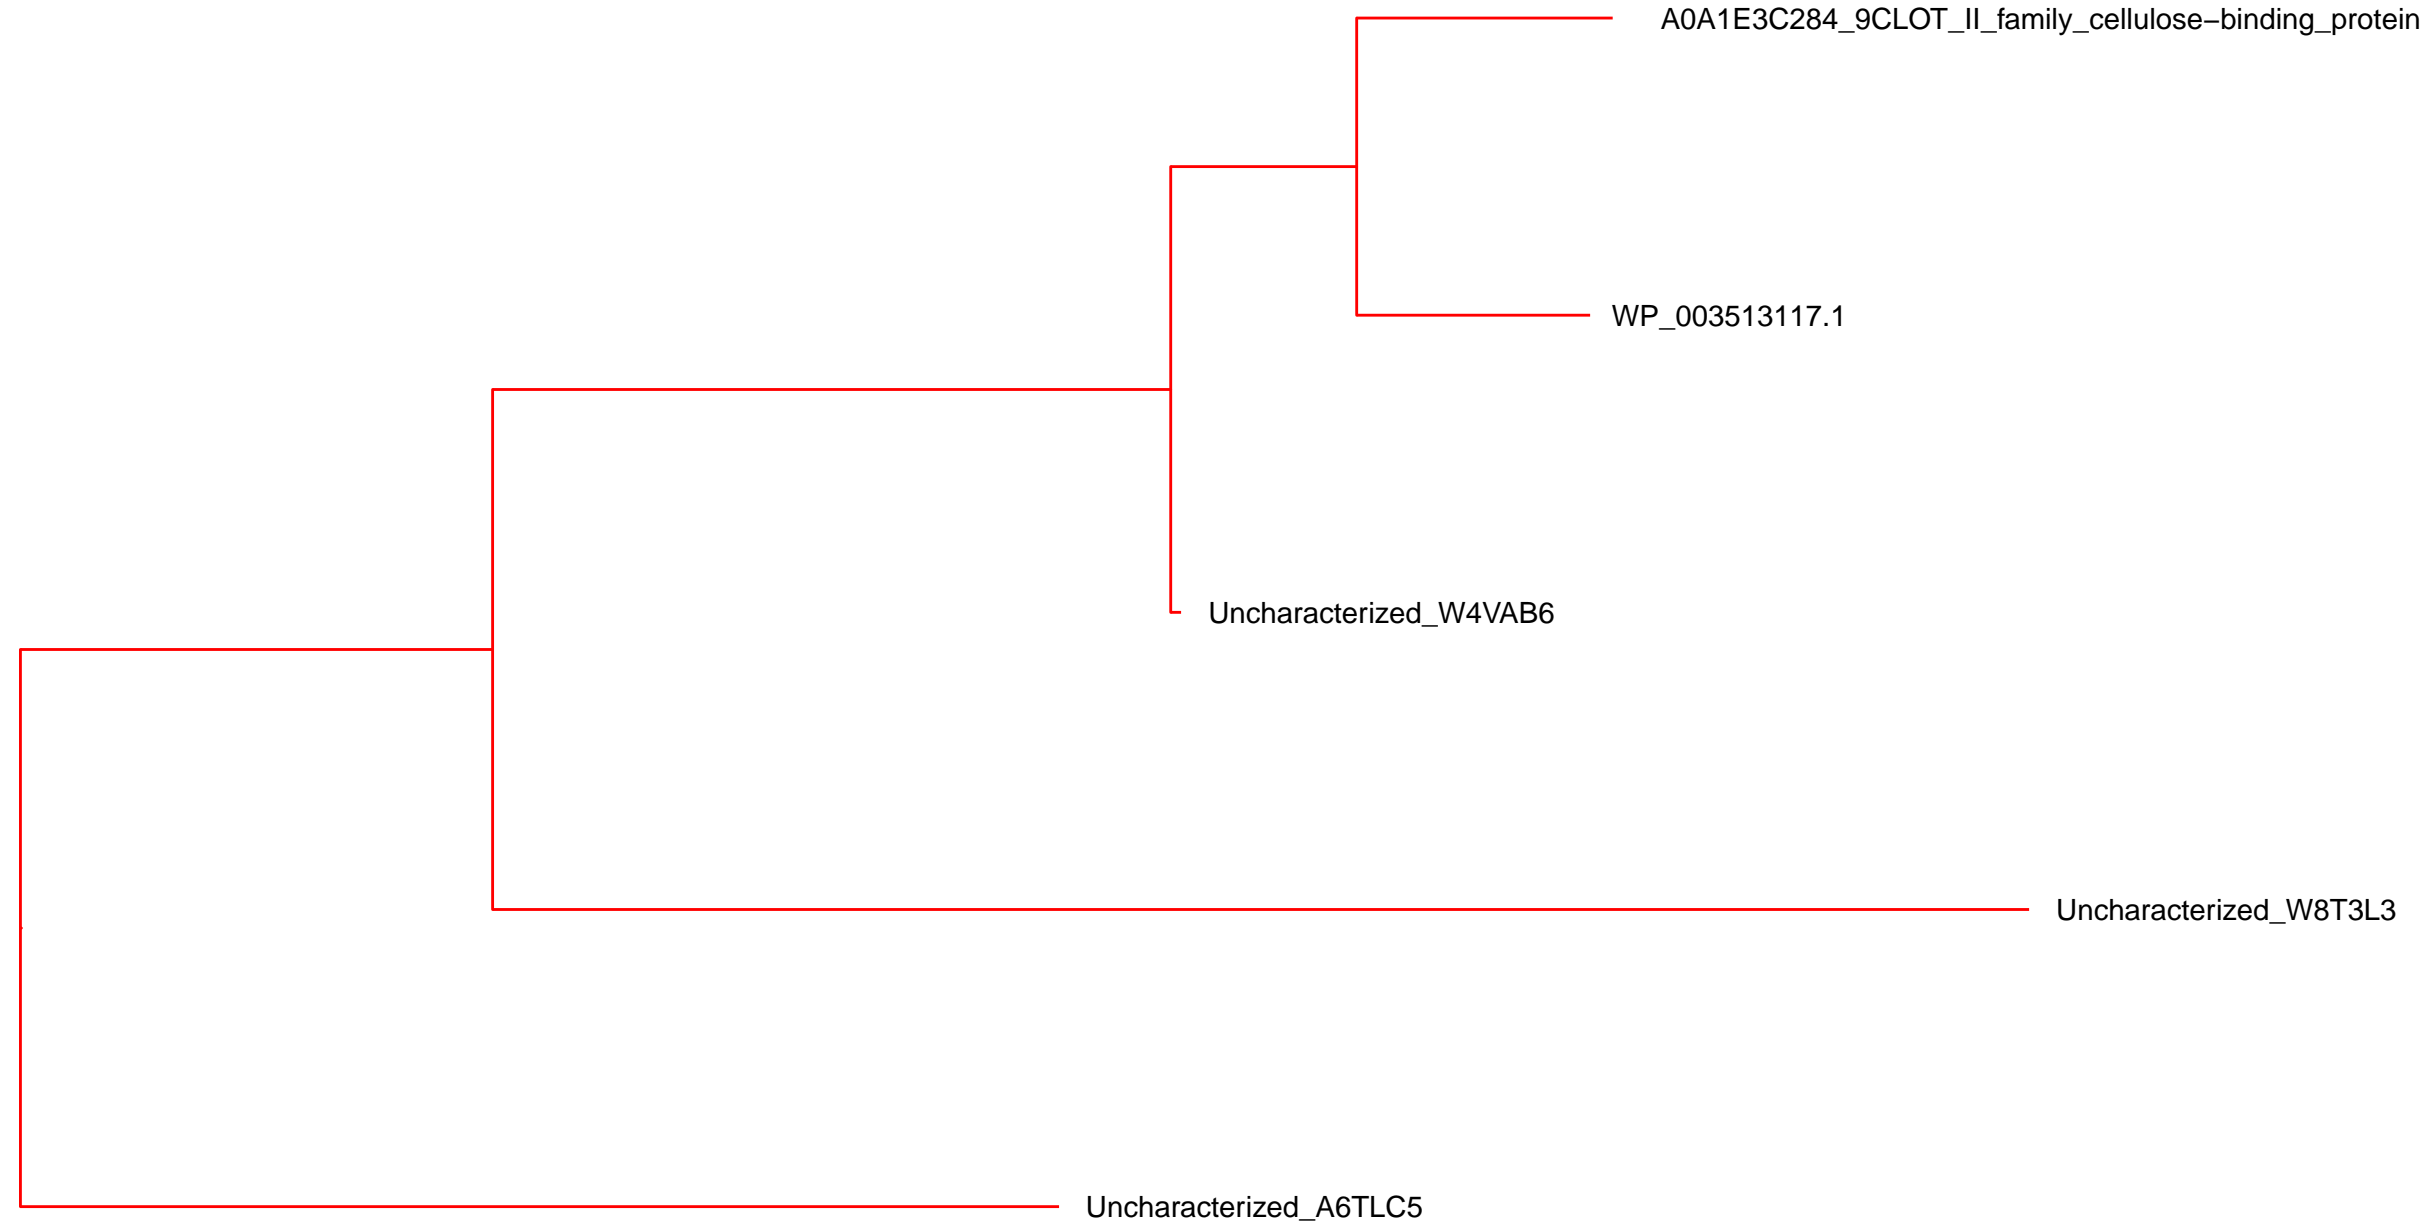 A0A1E3C284_9CLOT_II_family_cellulose−binding_protein
WP_003513117.1
Uncharacterized_W4VAB6
Uncharacterized_W8T3L3
Uncharacterized_A6TLC5